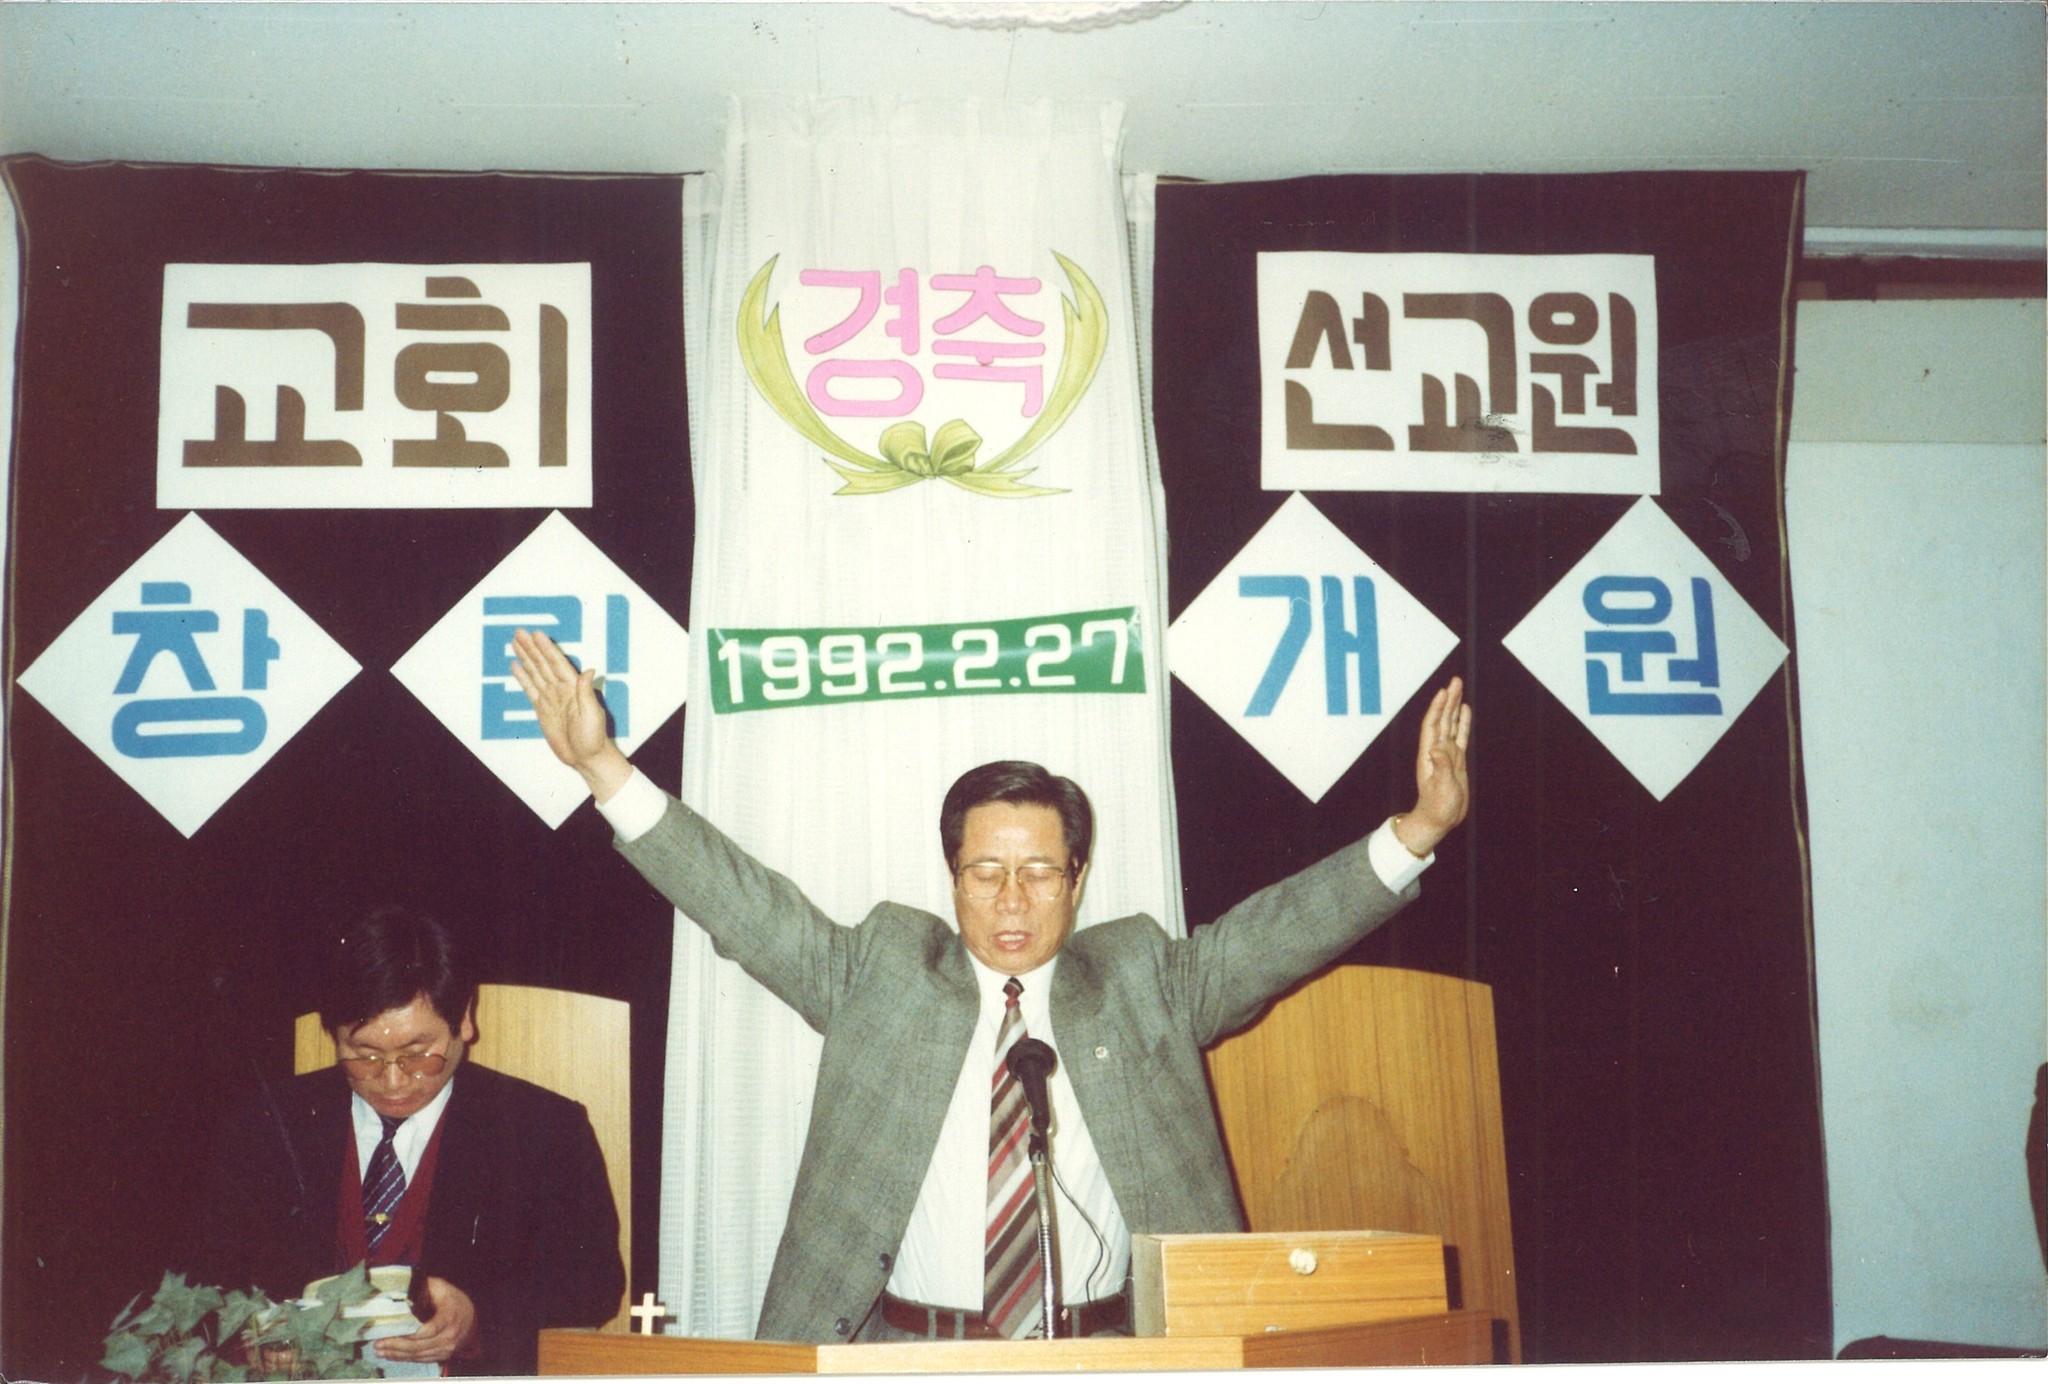 교회
창립
경축
1992.2.27
선교원
개원